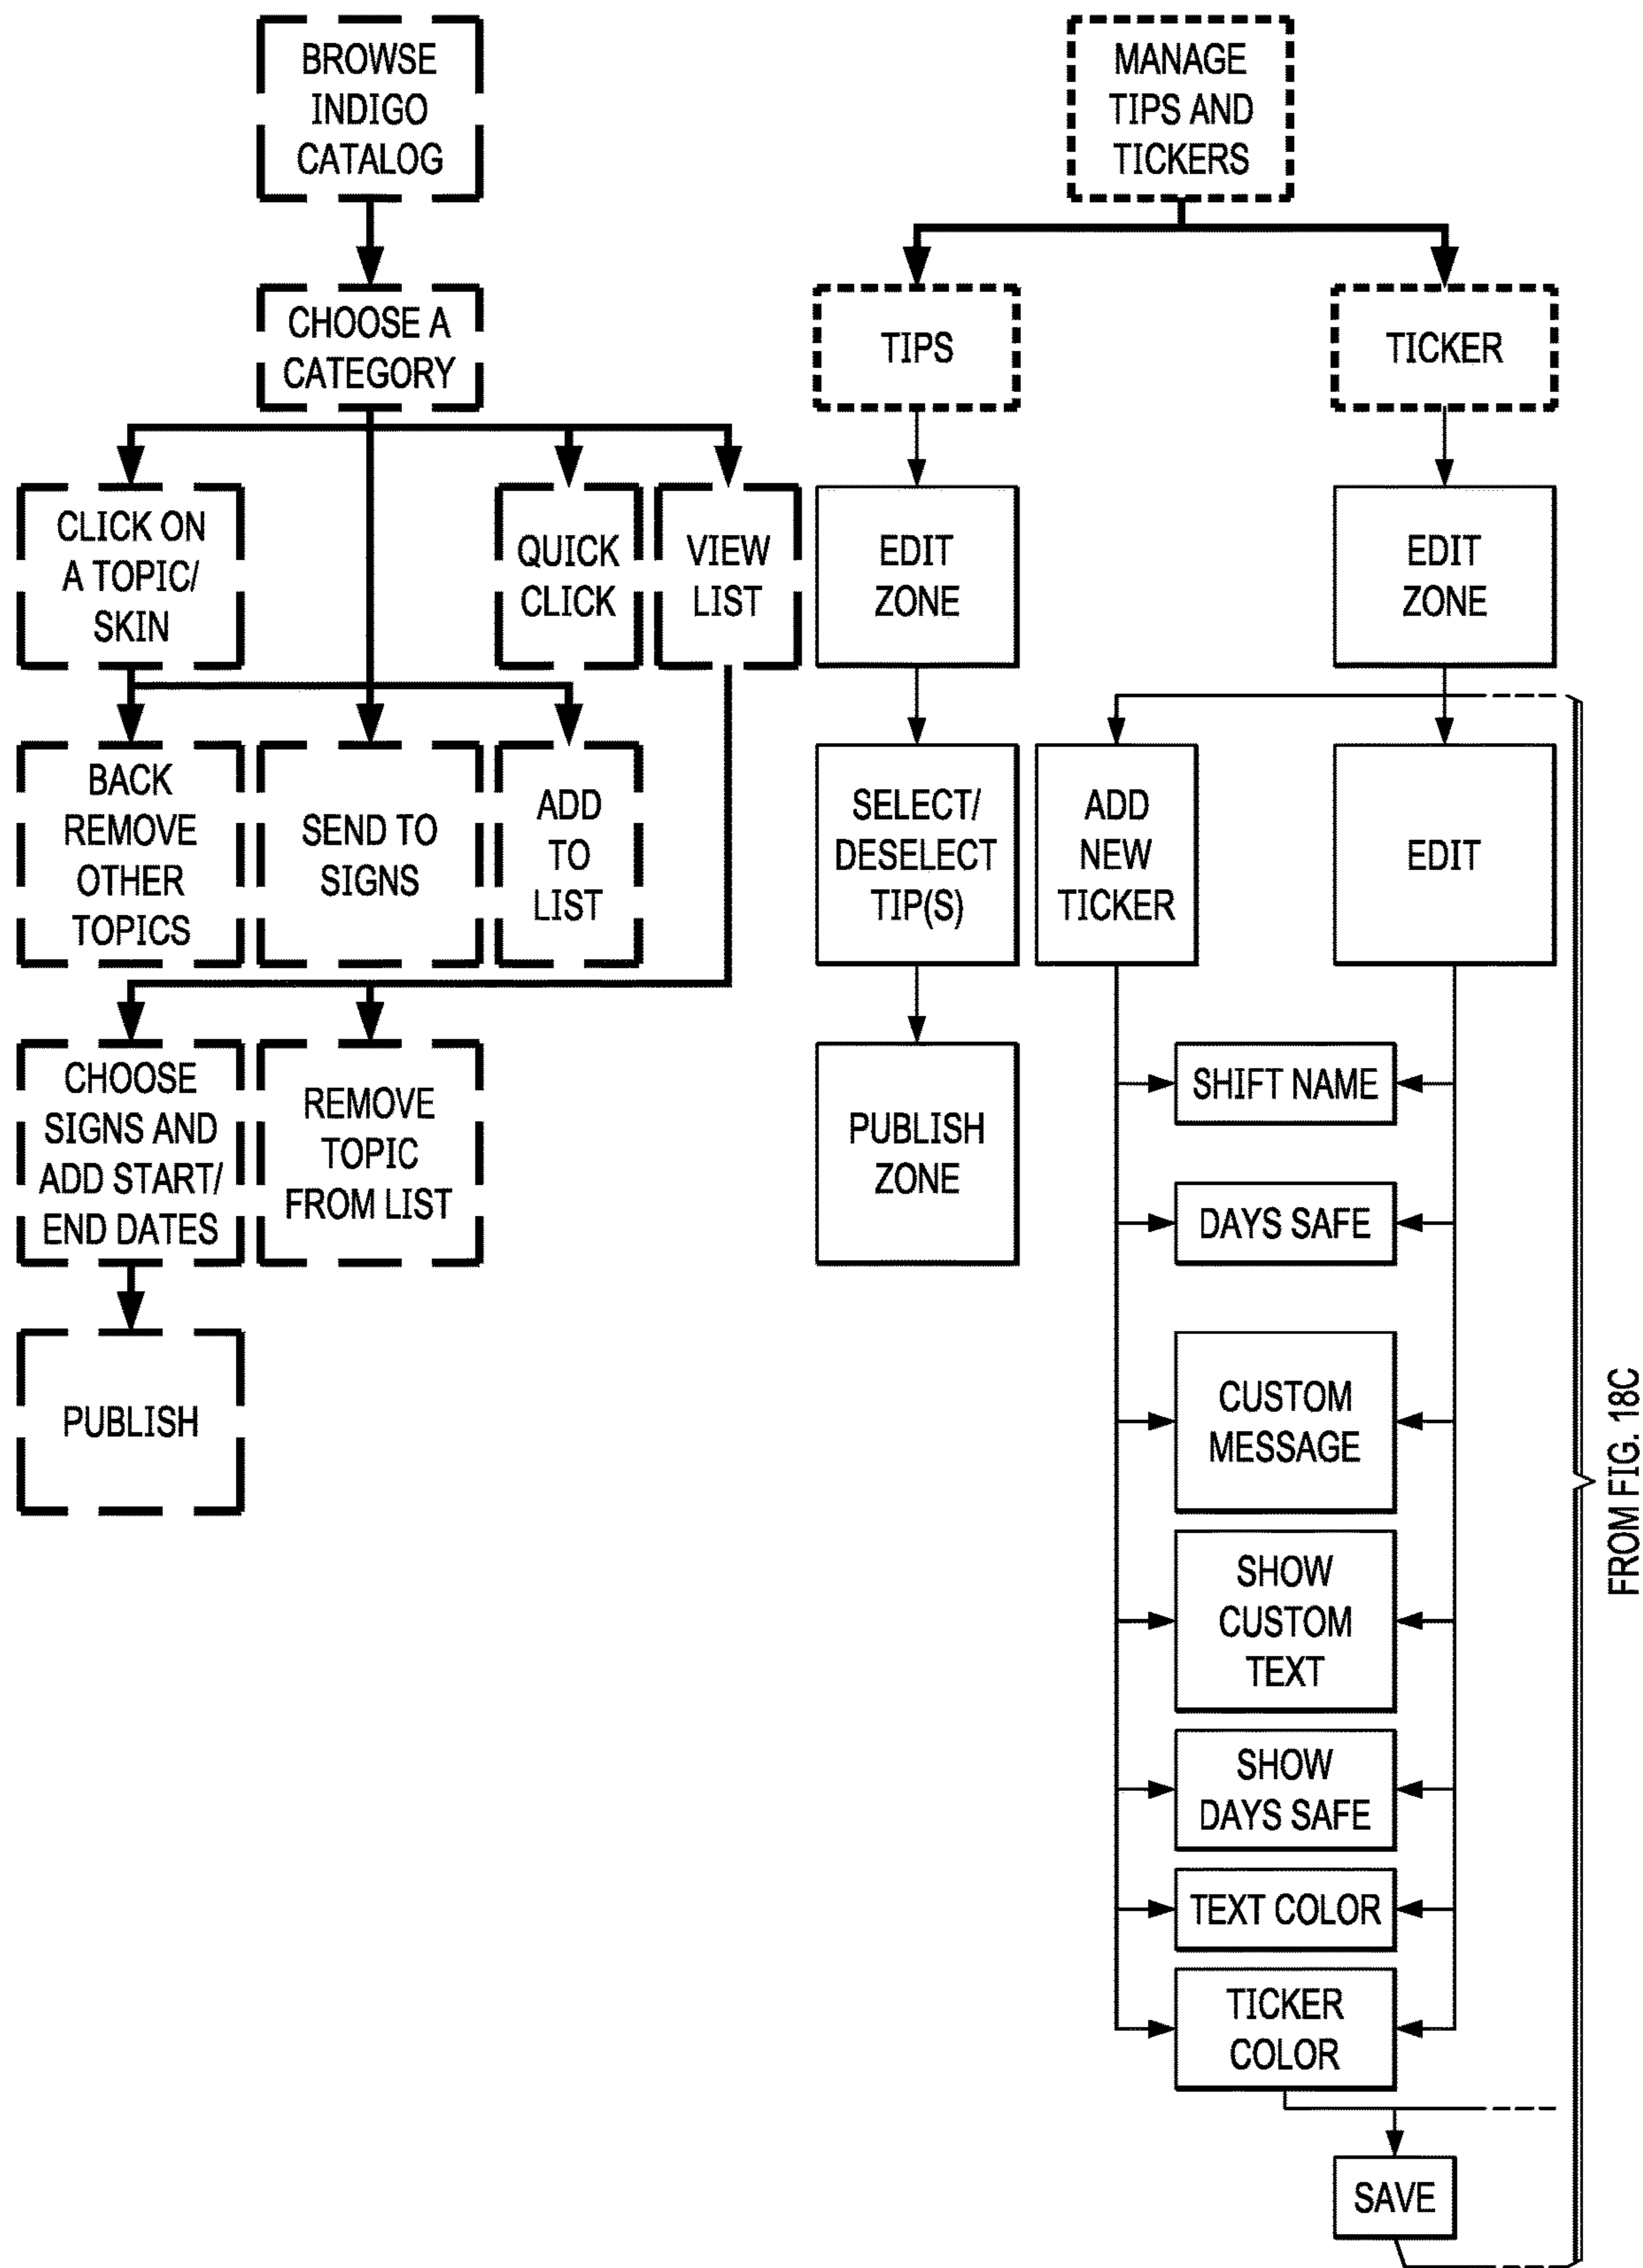 BROWSE
INDIGO
CATALOG
MANAGE
TIPS AND
TICKERS
CHOOSE A
CATEGORY
TIPS
TICKER
CLICK ON
A TOPIC/
SKIN
QUICK
CLICK
VIEW
LIST
EDIT
ZONE
EDIT
ZONE
BACK
REMOVE
OTHER
TOPICS
SEND TO
SIGNS
ADD
TO
LIST
SELECT/
DESELECT
TIP(S)
ADD
NEW
TICKER
EDIT
CHOOSE
SIGNS AND
ADD START/
END DATES
REMOVE
TOPIC
FROM LIST
PUBLISH
ZONE
SHIFT NAME
DAYS SAFE
PUBLISH
CUSTOM
MESSAGE
SHOW
CUSTOM
TEXT
SHOW
DAYS SAFE
TEXT COLOR
TICKER
COLOR
SAVE
FROM FIG. 18C